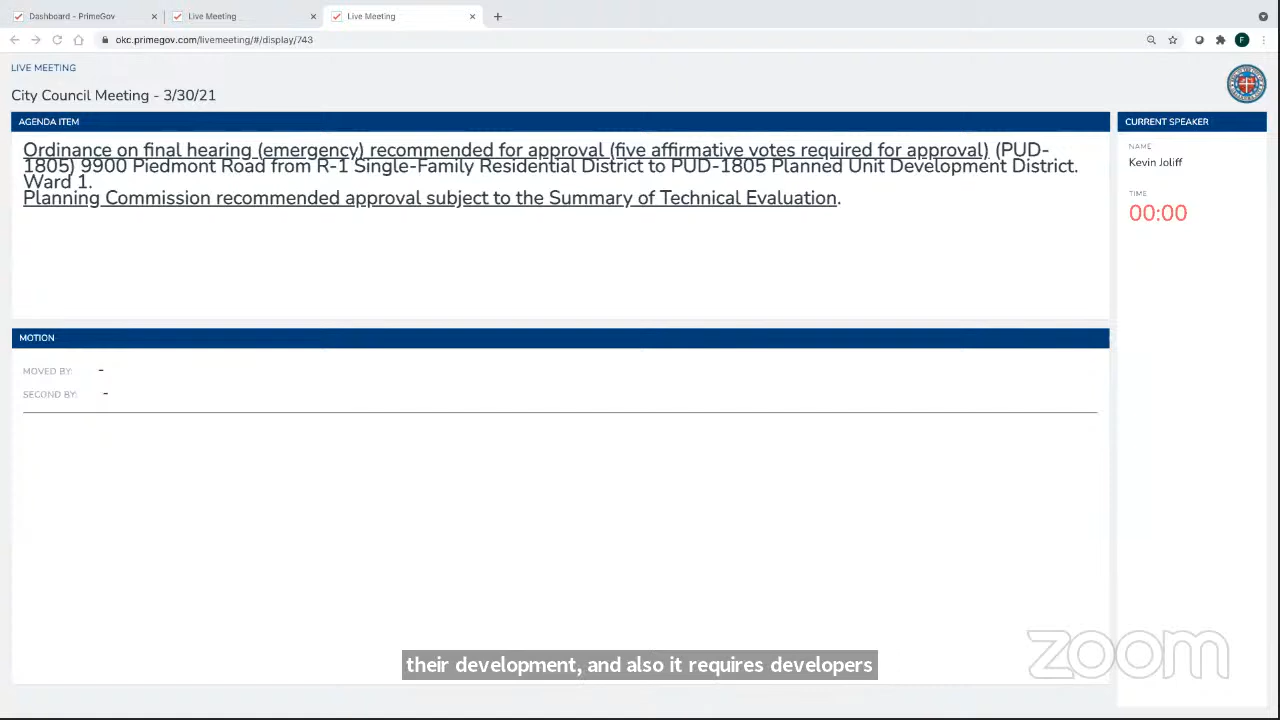 Dashboard - PrimeGov
Live Meeting
Live Meeting
okc.primegov.com/livemeeting/#/display/743
F
LIVE MEETING
City Council Meeting - 3/30/21
AGENDA ITEM
Ordinance on final hearing (emergency) recommended for approval (five affirmative votes required for approval) (PUD-
1805) 9900 Piedmont Road from R-1 Single-Family Residential District to PUD-1805 Planned Unit Development District.
Ward 1.
Planning Commission recommended approval subject to the Summary of Technical Evaluation.
CURRENT SPEAKER
NAME
Kevin Joliff
TIME
00:00
MOTION
MOVED BY: -
SECOND BY: -
their development, and also it requires developers
zoom